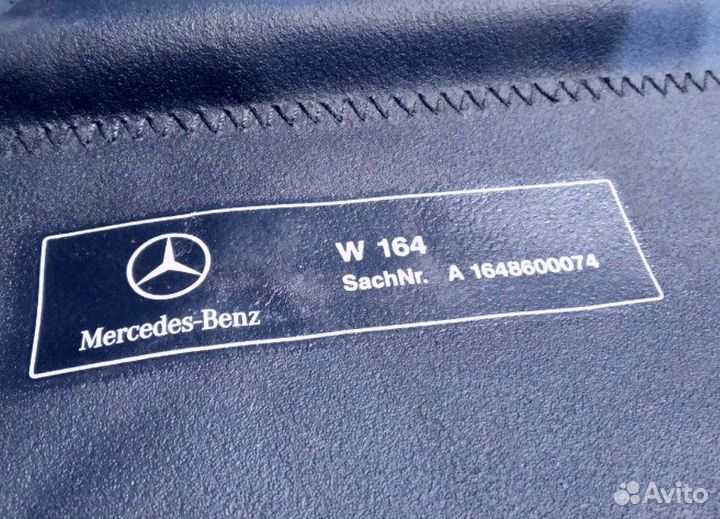 W 164
SachNr. A 1648600074
Mercedes-Benz
Avito